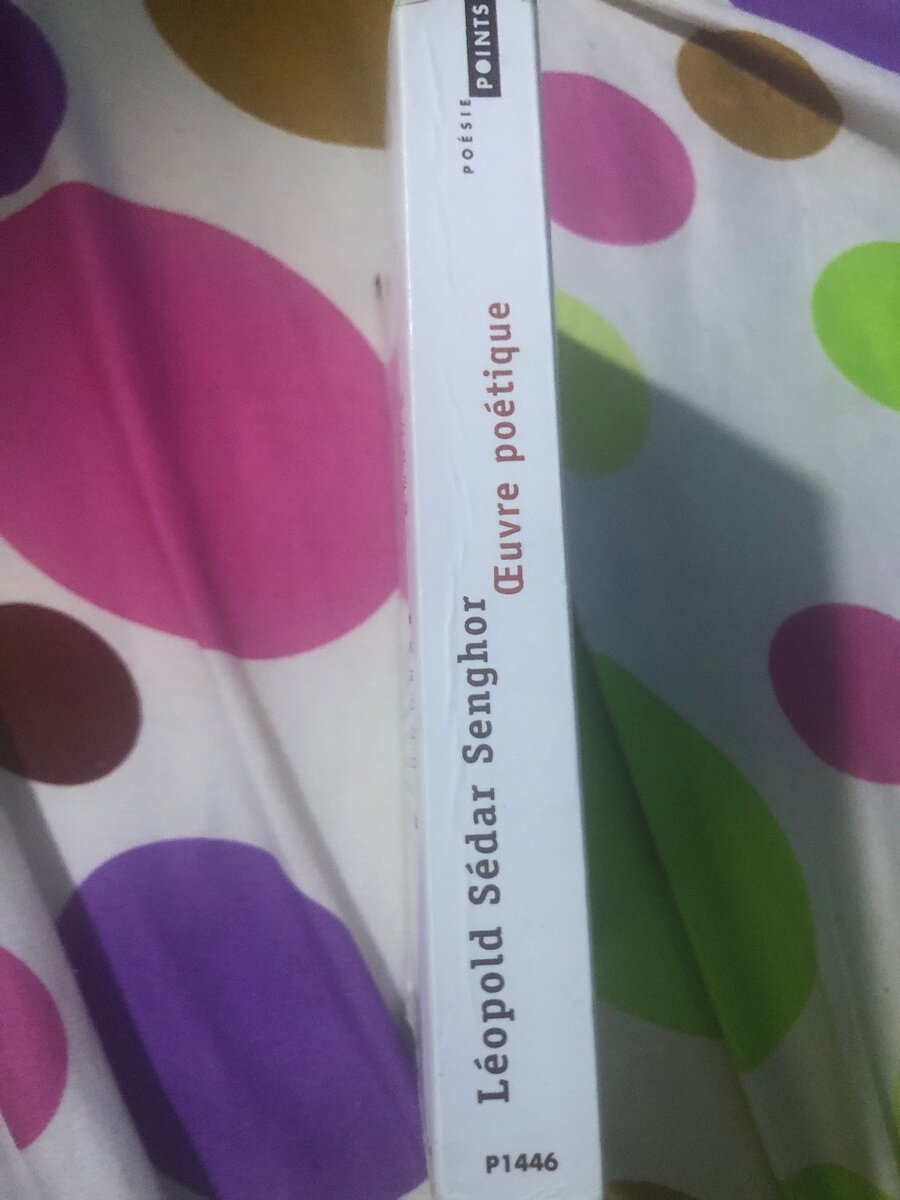 Léopold Sédar Senghor
Œuvre poétique
POÉSIE
POINTS
P1446